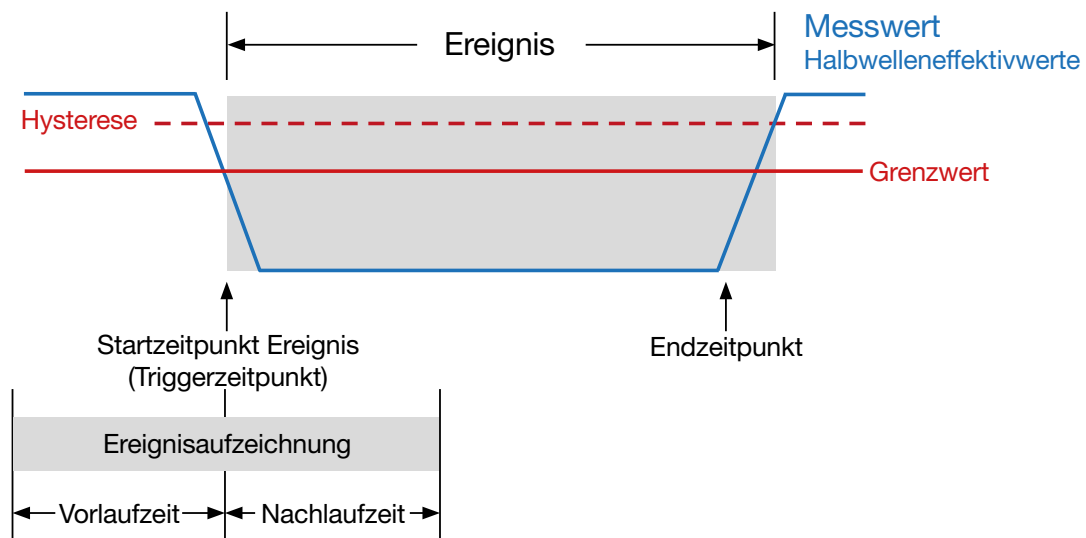 Ereignis
Messwert
Halbwelleneffektivwerte
Hysterese
Grenzwert
Startzeitpunkt Ereignis
(Triggerzeitpunkt)
Endzeitpunkt
Ereignisaufzeichnung
Vorlaufzeit
Nachlaufzeit